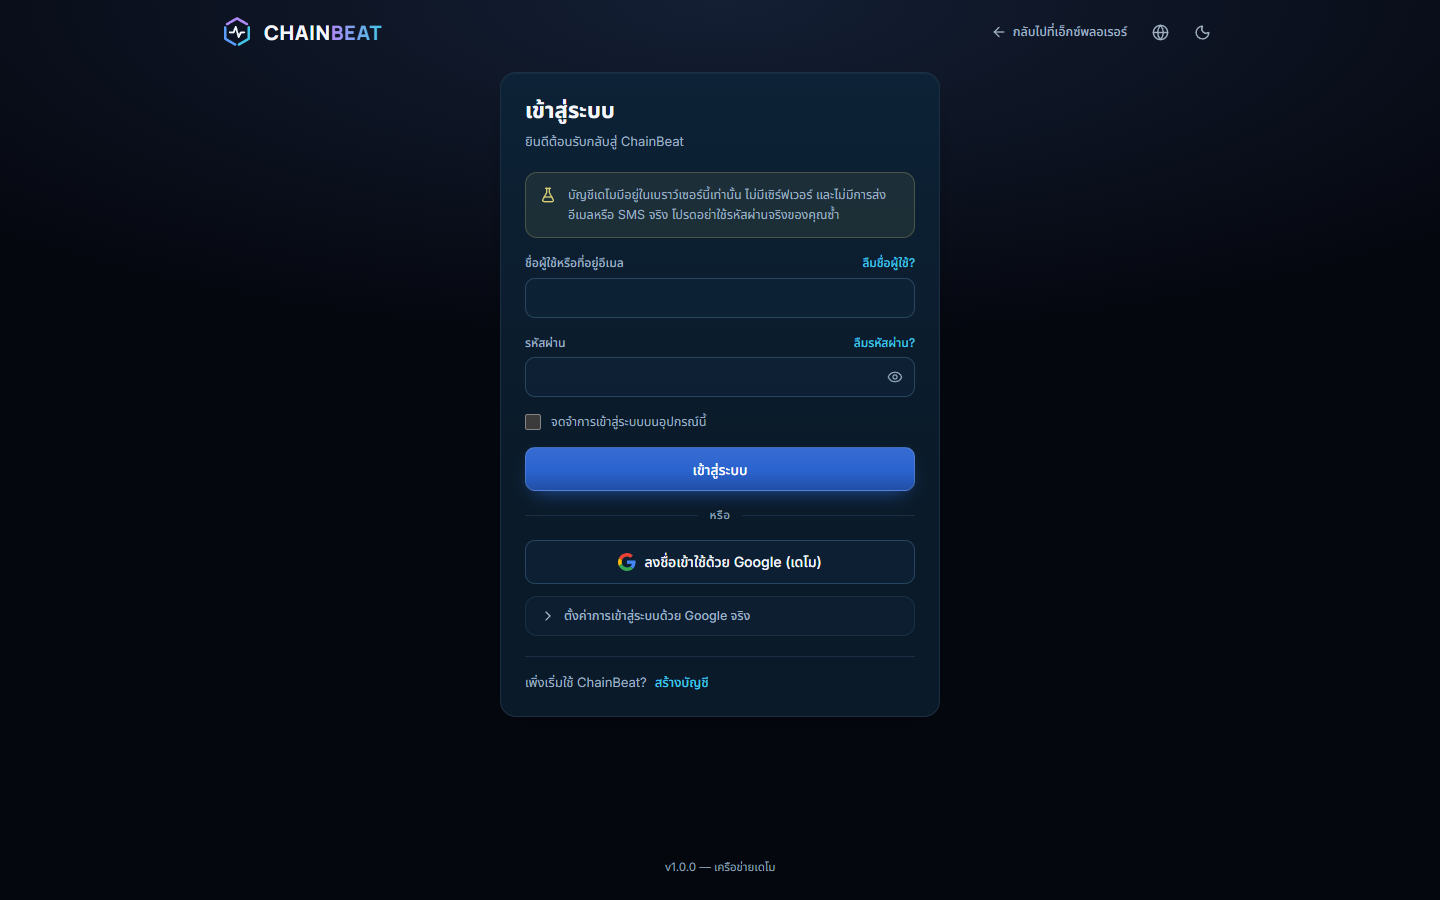 CHAINBEAT
กลับไปที่เอ็กซ์พลอเรอร์
เข้าสู่ระบบ
ยินดีต้อนรับกลับสู่ ChainBeat
บัญชีเดโมมีอยู่ในเบราว์เซอร์นี้เท่านั้น ไม่มีเซิร์ฟเวอร์ และไม่มีการส่ง
อีเมลหรือ SMS จริง โปรดอย่าใช้รหัสผ่านจริงของคุณซ้ำ
ชื่อผู้ใช้หรือที่อยู่อีเมล ลืมชื่อผู้ใช้?
รหัสผ่าน ลืมรหัสผ่าน?
จดจำการเข้าสู่ระบบบนอุปกรณ์นี้
เข้าสู่ระบบ
หรือ
ลงชื่อเข้าใช้ด้วย Google (เดโม)
ตั้งค่าการเข้าสู่ระบบด้วย Google จริง
เพิ่งเริ่มใช้ ChainBeat? สร้างบัญชี
v1.0.0 — เครือข่ายเดโม